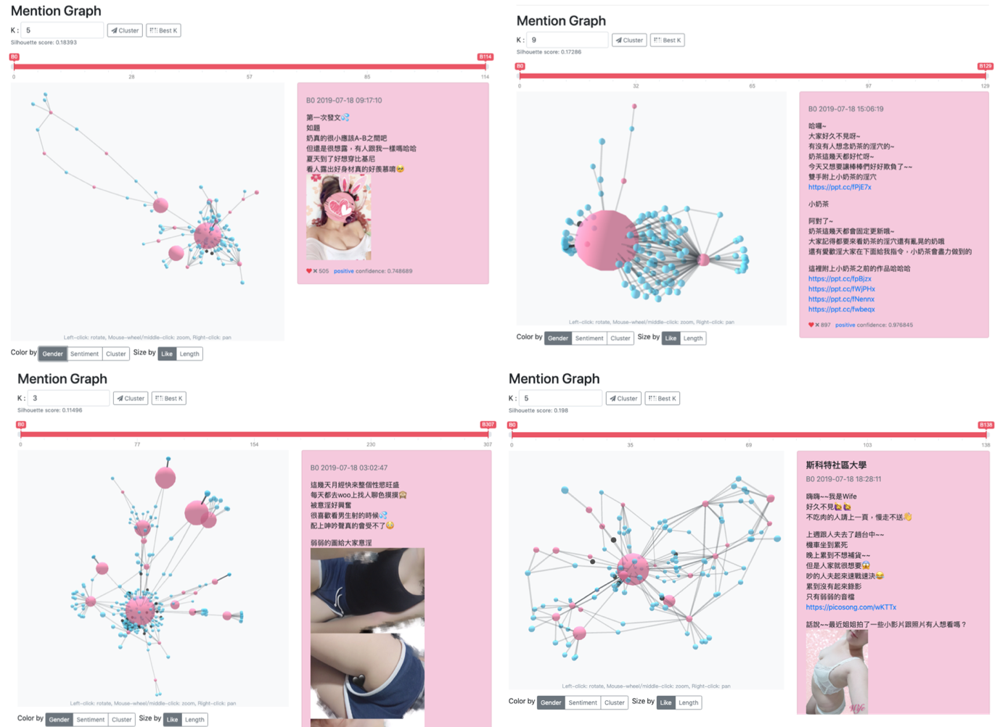 Mention Graph
K : 5 Cluster Best K
Silhouette score: 0.18393
B0 B114
0 28 57 85 114
B0 2019-07-18 09:17:10
第一次發文💦
如題
奶真的很小應該A-B之間吧
但還是很想露，有人跟我一樣嗎哈哈
夏天到了好想穿比基尼
看人露出好身材真的好羨慕唷🥺
❤ ✕ 505 positive confidence: 0.748689
Left-click: rotate, Mouse-wheel/middle-click: zoom, Right-click: pan
Color by Gender Sentiment Cluster Size by Like Length
Mention Graph
K : 9 Cluster Best K
Silhouette score: 0.17286
B0 B129
0 32 65 97 129
B0 2019-07-18 15:06:19
哈囉~
大家好久不見呀~
有沒有人想念奶茶的淫穴的~
奶茶這幾天都好忙呀~
今天又想要讓棒棒們好好欺負了~~
雙手附上小奶茶的淫穴
https://ppt.cc/fPjE7x
小奶茶
阿對了~
奶茶這幾天都會固定更新哦~
大家記得都要來看奶茶的淫穴還有亂晃的奶哦
還有愛歐淫大家在下面給我指令，小奶茶會盡力做到的
這裡附上小奶茶之前的作品哈哈哈
https://ppt.cc/fpBjzx
https://ppt.cc/fWjPHx
https://ppt.cc/fNennx
https://ppt.cc/fwbeqx
❤ ✕ 897 positive confidence: 0.976845
Left-click: rotate, Mouse-wheel/middle-click: zoom, Right-click: pan
Color by Gender Sentiment Cluster Size by Like Length
Mention Graph
K : 3 Cluster Best K
Silhouette score: 0.11496
B0 B307
0 77 154 230 307
B0 2019-07-18 03:02:47
這幾天月經快來整個性慾旺盛
每天都去woo上找人聊色摸摸🙈
被意淫好興奮
很喜歡看男生射的時候💦
配上呻吟聲真的會受不了😳
弱弱的圖給大家意淫
Left-click: rotate, Mouse-wheel/middle-click: zoom, Right-click: pan
Color by Gender Sentiment Cluster Size by Like Length
Mention Graph
K : 5 Cluster Best K
Silhouette score: 0.198
B0 B138
0 35 69 103 138
斯科特社區大學
B0 2019-07-18 18:28:11
嗨嗨~~我是Wife
好久不見🙋🙋
不吃肉的人請上一頁，慢走不送👋
上週跟人夫去了趟台中~~
機車坐到累死
晚上累到不想補貨~~
但是人家就很想要😱
吵的人夫起來速戰速決😂
累到沒有起來錄影
只有弱弱的音檔
https://picosong.com/wKTTx
話說~~最近姐姐拍了一些小影片跟照片有人想看嗎？
Wife
Left-click: rotate, Mouse-wheel/middle-click: zoom, Right-click: pan
Color by Gender Sentiment Cluster Size by Like Length